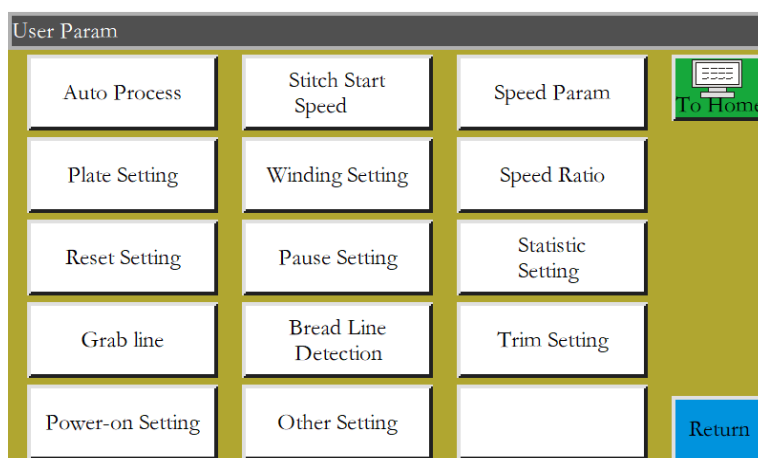 User Param
Auto Process
Stitch Start
Speed
Speed Param
To Home
Plate Setting
Winding Setting
Speed Ratio
Reset Setting
Pause Setting
Statistic
Setting
Grab line
Bread Line
Detection
Trim Setting
Power-on Setting
Other Setting
Return